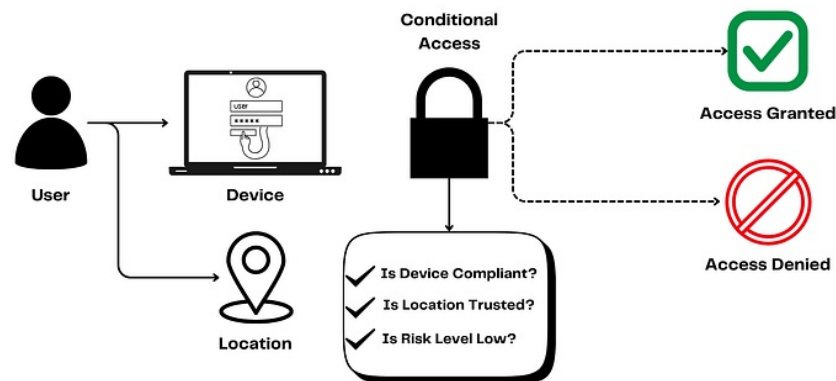 Conditional
Access
User
user
*****
Device
Location
Is Device Compliant?
Is Location Trusted?
Is Risk Level Low?
Access Granted
Access Denied